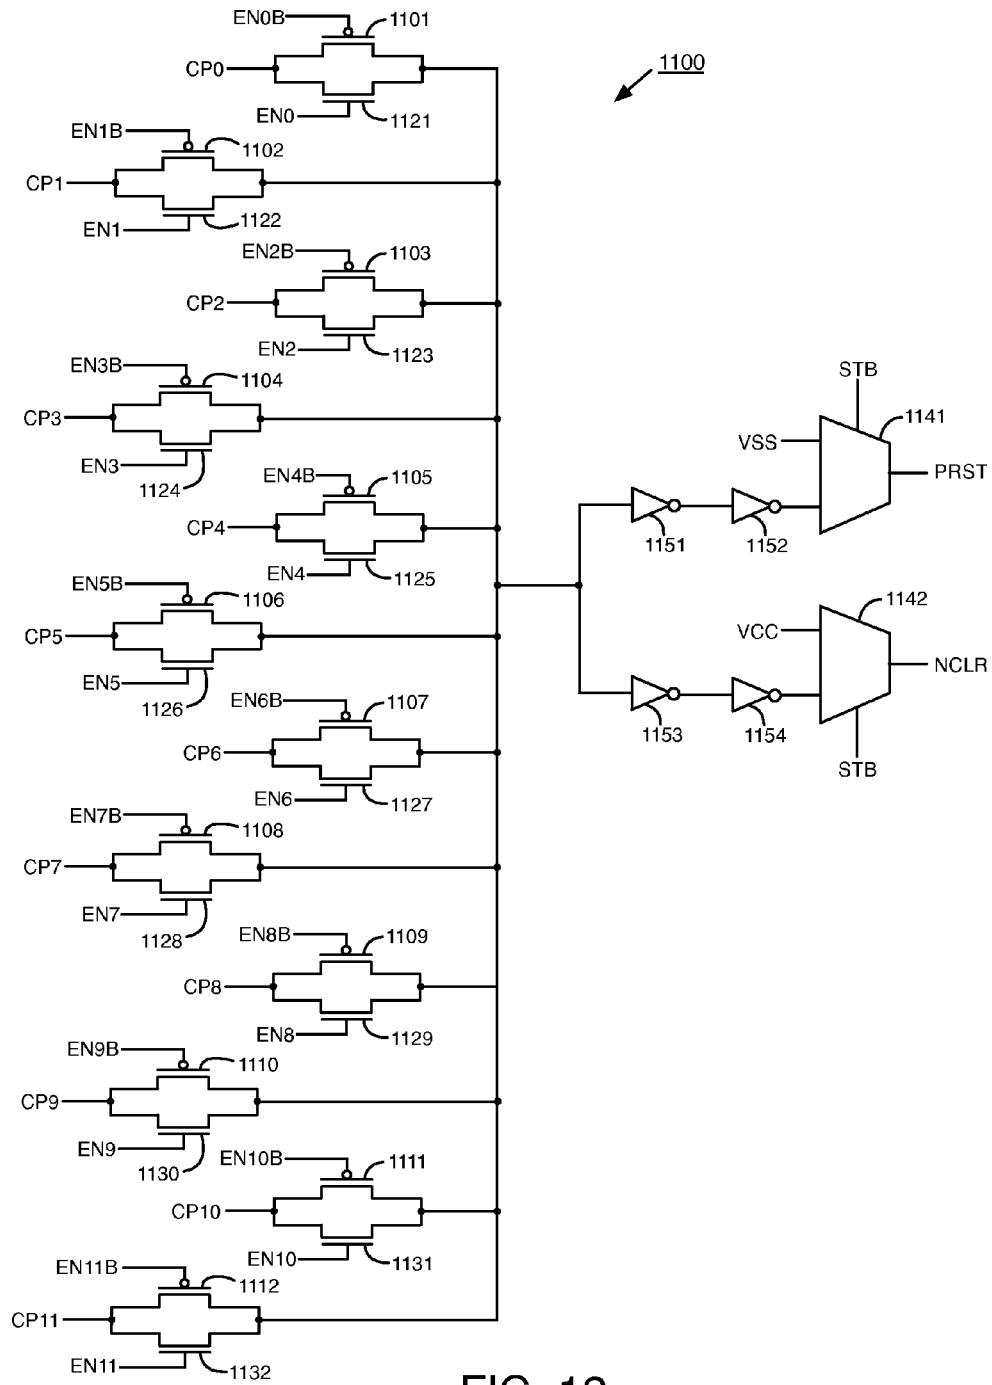 EN0B 1101
CP0
1100
EN0 1121
EN1B 1102
CP1
EN1 1122
EN2B 1103
CP2
EN2 1123
EN3B 1104
CP3
EN3 1124
STB
1141
VSS
PRST
EN4B 1105
CP4
EN4 1125
1151 1152
EN5B 1106
CP5
EN5 1126
1142
VCC
NCLR
1153 1154
STB
EN6B 1107
CP6
EN6 1127
EN7B 1108
CP7
EN7 1128
EN8B 1109
CP8
EN8 1129
EN9B 1110
CP9
EN9 1130
EN10B 1111
CP10
EN10 1131
EN11B 1112
CP11
EN11 1132